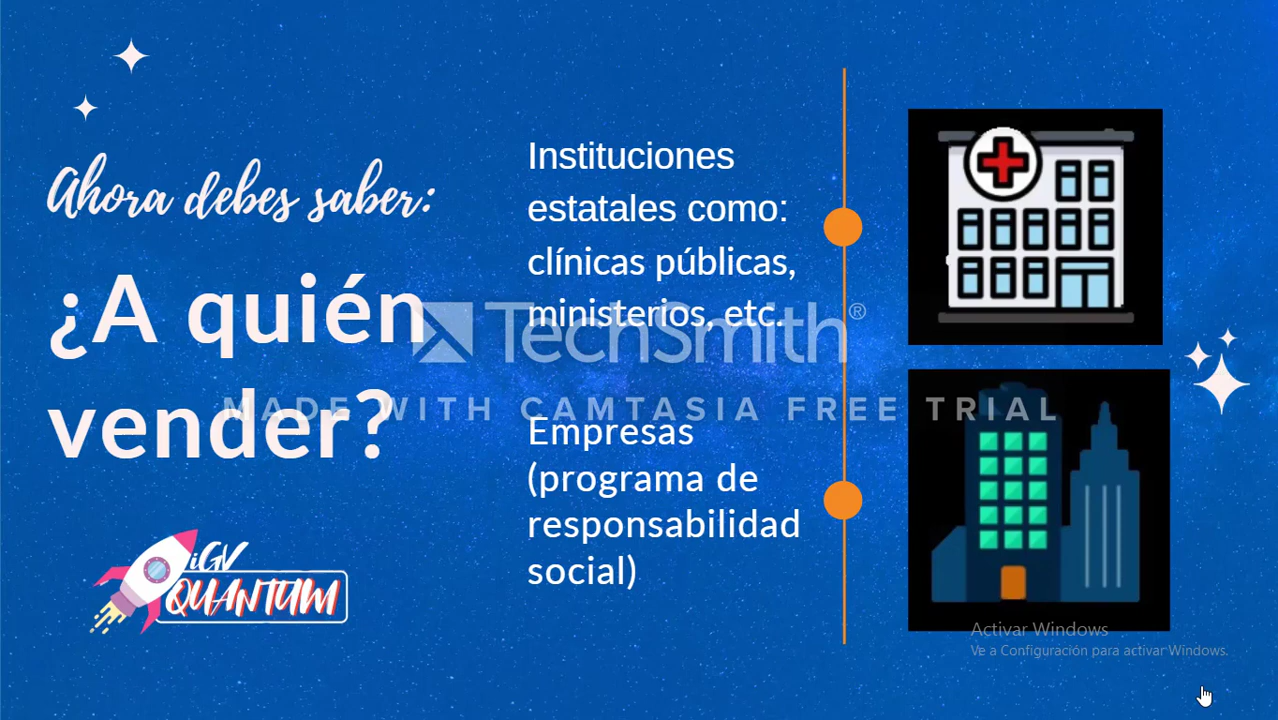 Ahora debes saber:
¿A quién
vender?
Instituciones
estatales como:
clínicas públicas,
ministerios, etc.
Empresas
(programa de
responsabilidad
social)
TechSmith®
MADE WITH CAMTASIA FREE TRIAL
iGV
QUANTUM
Activar Windows
Ve a Configuración para activar Windows.